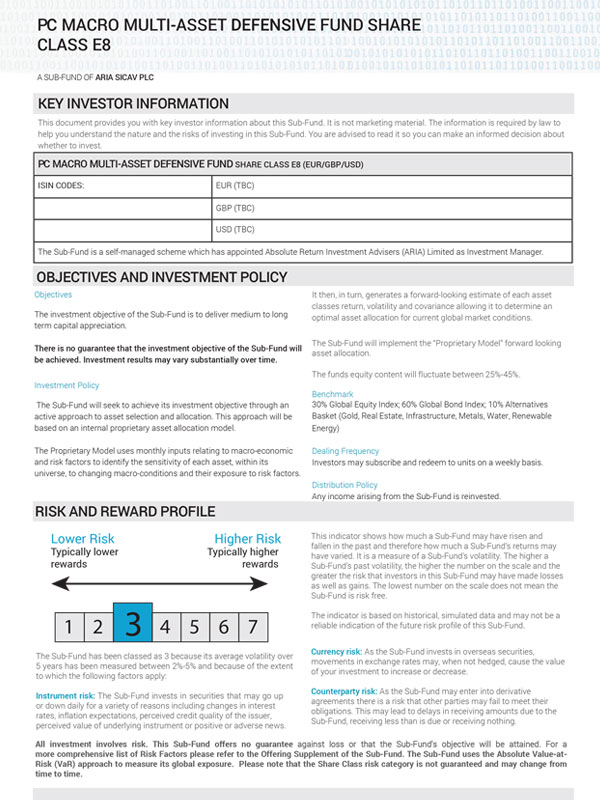 PC MACRO MULTI-ASSET DEFENSIVE FUND SHARE
CLASS E8
A SUB-FUND OF ARIA SICAV PLC
KEY INVESTOR INFORMATION
This document provides you with key investor information about this Sub-Fund. It is not marketing material. The information is required by law to
help you understand the nature and the risks of investing in this Sub-Fund. You are advised to read it so you can make an informed decision about
whether to invest.
PC MACRO MULTI-ASSET DEFENSIVE FUND SHARE CLASS E8 (EUR/GBP/USD)
ISIN CODES: EUR (TBC)
GBP (TBC)
USD (TBC)
The Sub-Fund is a self-managed scheme which has appointed Absolute Return Investment Advisers (ARIA) Limited as Investment Manager.
OBJECTIVES AND INVESTMENT POLICY
Objectives
The investment objective of the Sub-Fund is to deliver medium to long
term capital appreciation.
There is no guarantee that the investment objective of the Sub-Fund will
be achieved. Investment results may vary substantially over time.
Investment Policy
The Sub-Fund will seek to achieve its investment objective through an
active approach to asset selection and allocation. This approach will be
based on an internal proprietary asset allocation model.
The Proprietary Model uses monthly inputs relating to macro-economic
and risk factors to identify the sensitivity of each asset, within its
universe, to changing macro-conditions and their exposure to risk factors.
It then, in turn, generates a forward-looking estimate of each asset
classes return, volatility and covariance allowing it to determine an
optimal asset allocation for current global market conditions.
The Sub-Fund will implement the "Proprietary Model" forward looking
asset allocation.
The funds equity content will fluctuate between 25%-45%.
Benchmark
30% Global Equity Index; 60% Global Bond Index; 10% Alternatives
Basket (Gold, Real Estate, Infrastructure, Metals, Water, Renewable
Energy)
Dealing Frequency
Investors may subscribe and redeem to units on a weekly basis.
Distribution Policy
Any income arising from the Sub-Fund is reinvested.
RISK AND REWARD PROFILE
Lower Risk Higher Risk
Typically lower Typically higher
rewards rewards
1 2 3 4 5 6 7
The Sub-Fund has been classed as 3 because its average volatility over
5 years has been measured between 2%-5% and because of the extent
to which the following factors apply:
Instrument risk: The Sub-Fund invests in securities that may go up
or down daily for a variety of reasons including changes in interest
rates, inflation expectations, perceived credit quality of the issuer,
perceived value of underlying instrument or positive or adverse news.
This indicator shows how much a Sub-Fund may have risen and
fallen in the past and therefore how much a Sub-Fund's returns may
have varied. It is a measure of a Sub-Fund's volatility. The higher a
Sub-Fund's past volatility, the higher the number on the scale and the
greater the risk that investors in this Sub-Fund may have made losses
as well as gains. The lowest number on the scale does not mean the
Sub-Fund is risk free.
The indicator is based on historical, simulated data and may not be a
reliable indication of the future risk profile of this Sub-Fund.
Currency risk: As the Sub-Fund invests in overseas securities,
movements in exchange rates may, when not hedged, cause the value
of your investment to increase or decrease.
Counterparty risk: As the Sub-Fund may enter into derivative
agreements there is a risk that other parties may fail to meet their
obligations. This may lead to delays in receiving amounts due to the
Sub-Fund, receiving less than is due or receiving nothing.
All investment involves risk. This Sub-Fund offers no guarantee against loss or that the Sub-Fund's objective will be attained. For a
more comprehensive list of Risk Factors please refer to the Offering Supplement of the Sub-Fund. The Sub-Fund uses the Absolute Value-at-
Risk (VaR) approach to measure its global exposure. Please note that the Share Class risk category is not guaranteed and may change from
time to time.